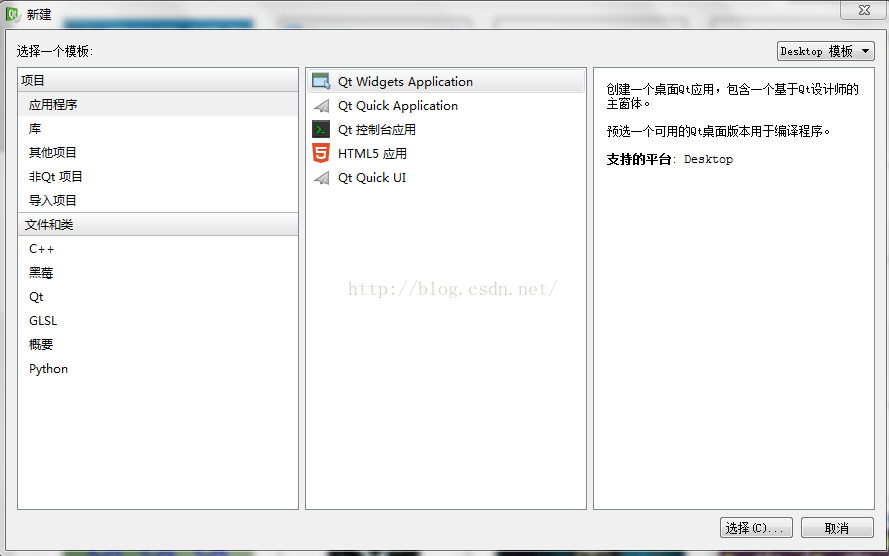 新建
选择一个模板:
Desktop 模板
项目
应用程序
库
其他项目
非Qt 项目
导入项目
文件和类
C++
黑莓
Qt
GLSL
概要
Python
Qt Widgets Application
Qt Quick Application
Qt 控制台应用
HTML5 应用
Qt Quick UI
创建一个桌面Qt应用，包含一个基于Qt设计师的
主窗体。
预选一个可用的Qt桌面版本用于编译程序。
支持的平台: Desktop
http://blog.csdn.net/
选择(C)...
取消